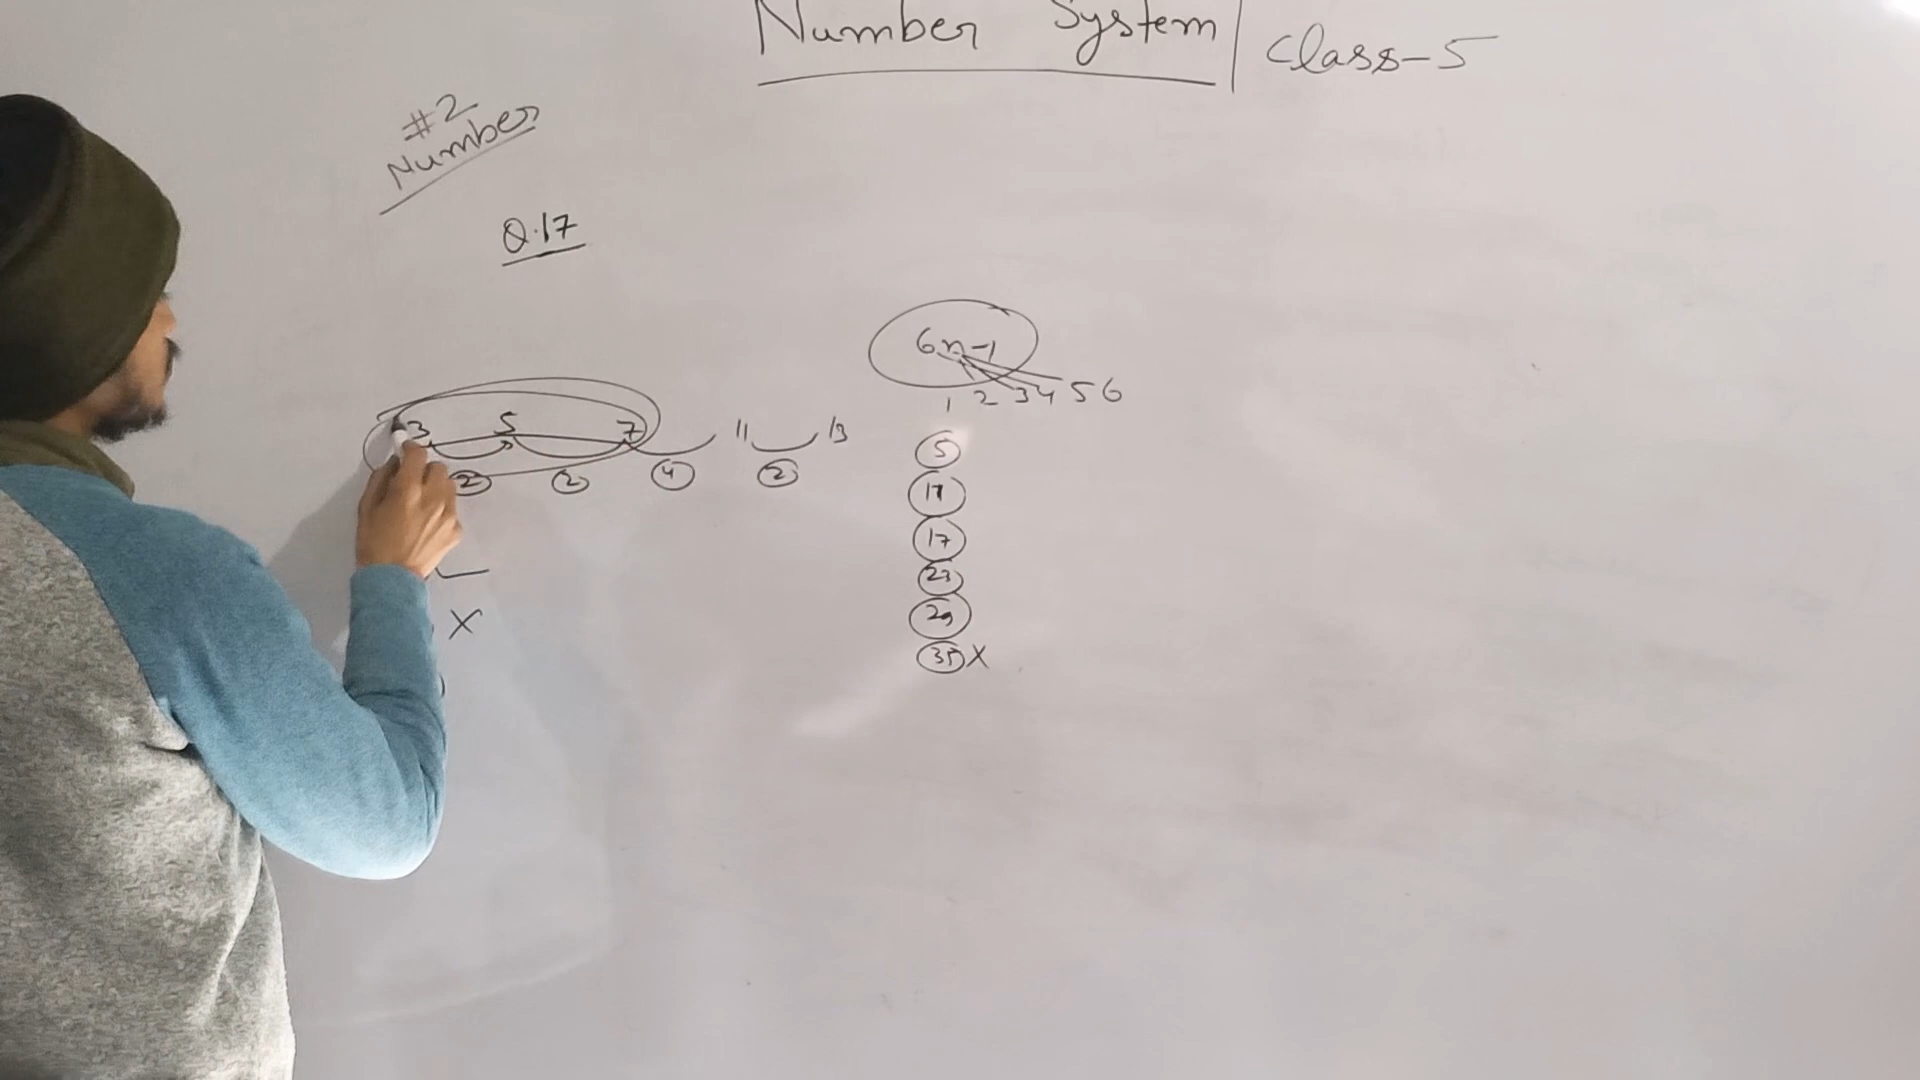 Number System | Class-5
#2
Number
Q.17
6n-1
1 2 3 4 5 6
3 5 7 11 13
2 2 4 2
5
11
17
23
29
35 X
X